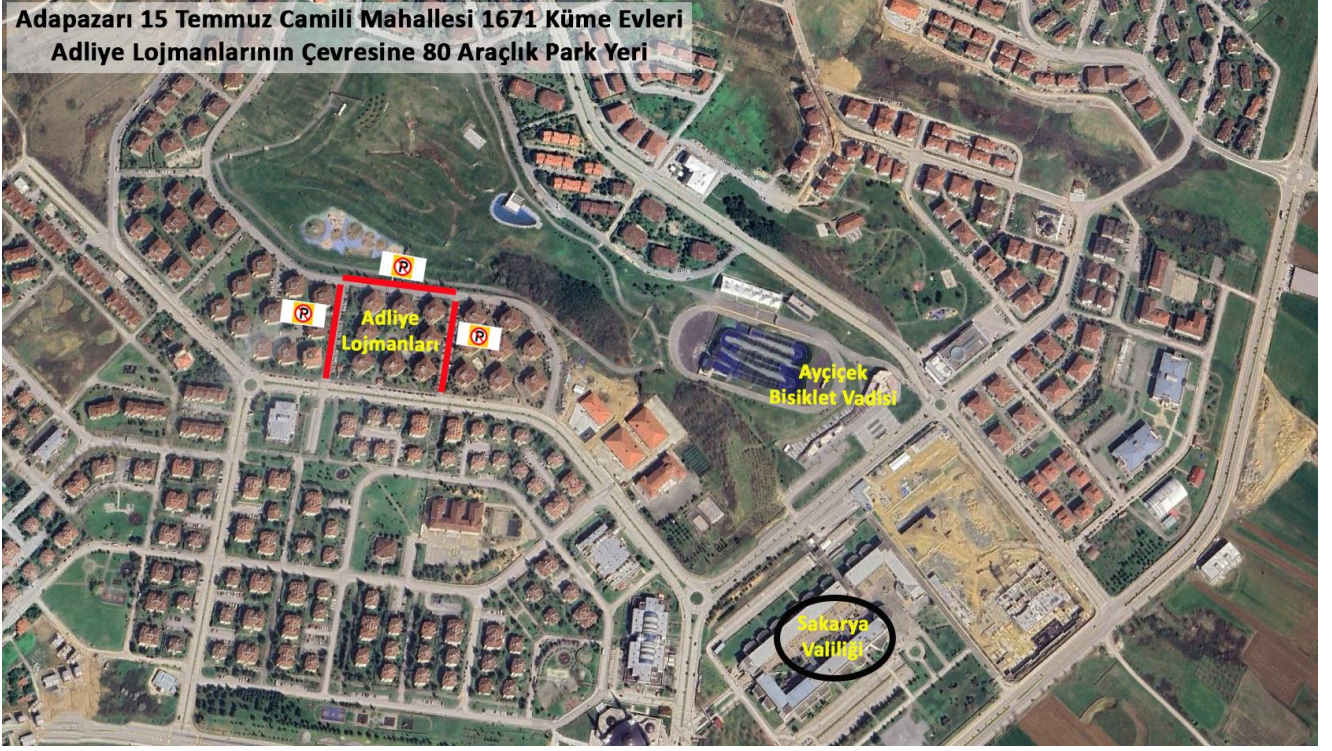 Adapazarı 15 Temmuz Camili Mahallesi 1671 Küme Evleri
Adliye Lojmanlarının Çevresine 80 Araçlık Park Yeri
P
P
P
Adliye
Lojmanları
Ayçiçek
Bisiklet Vadisi
Sakarya
Valiliği